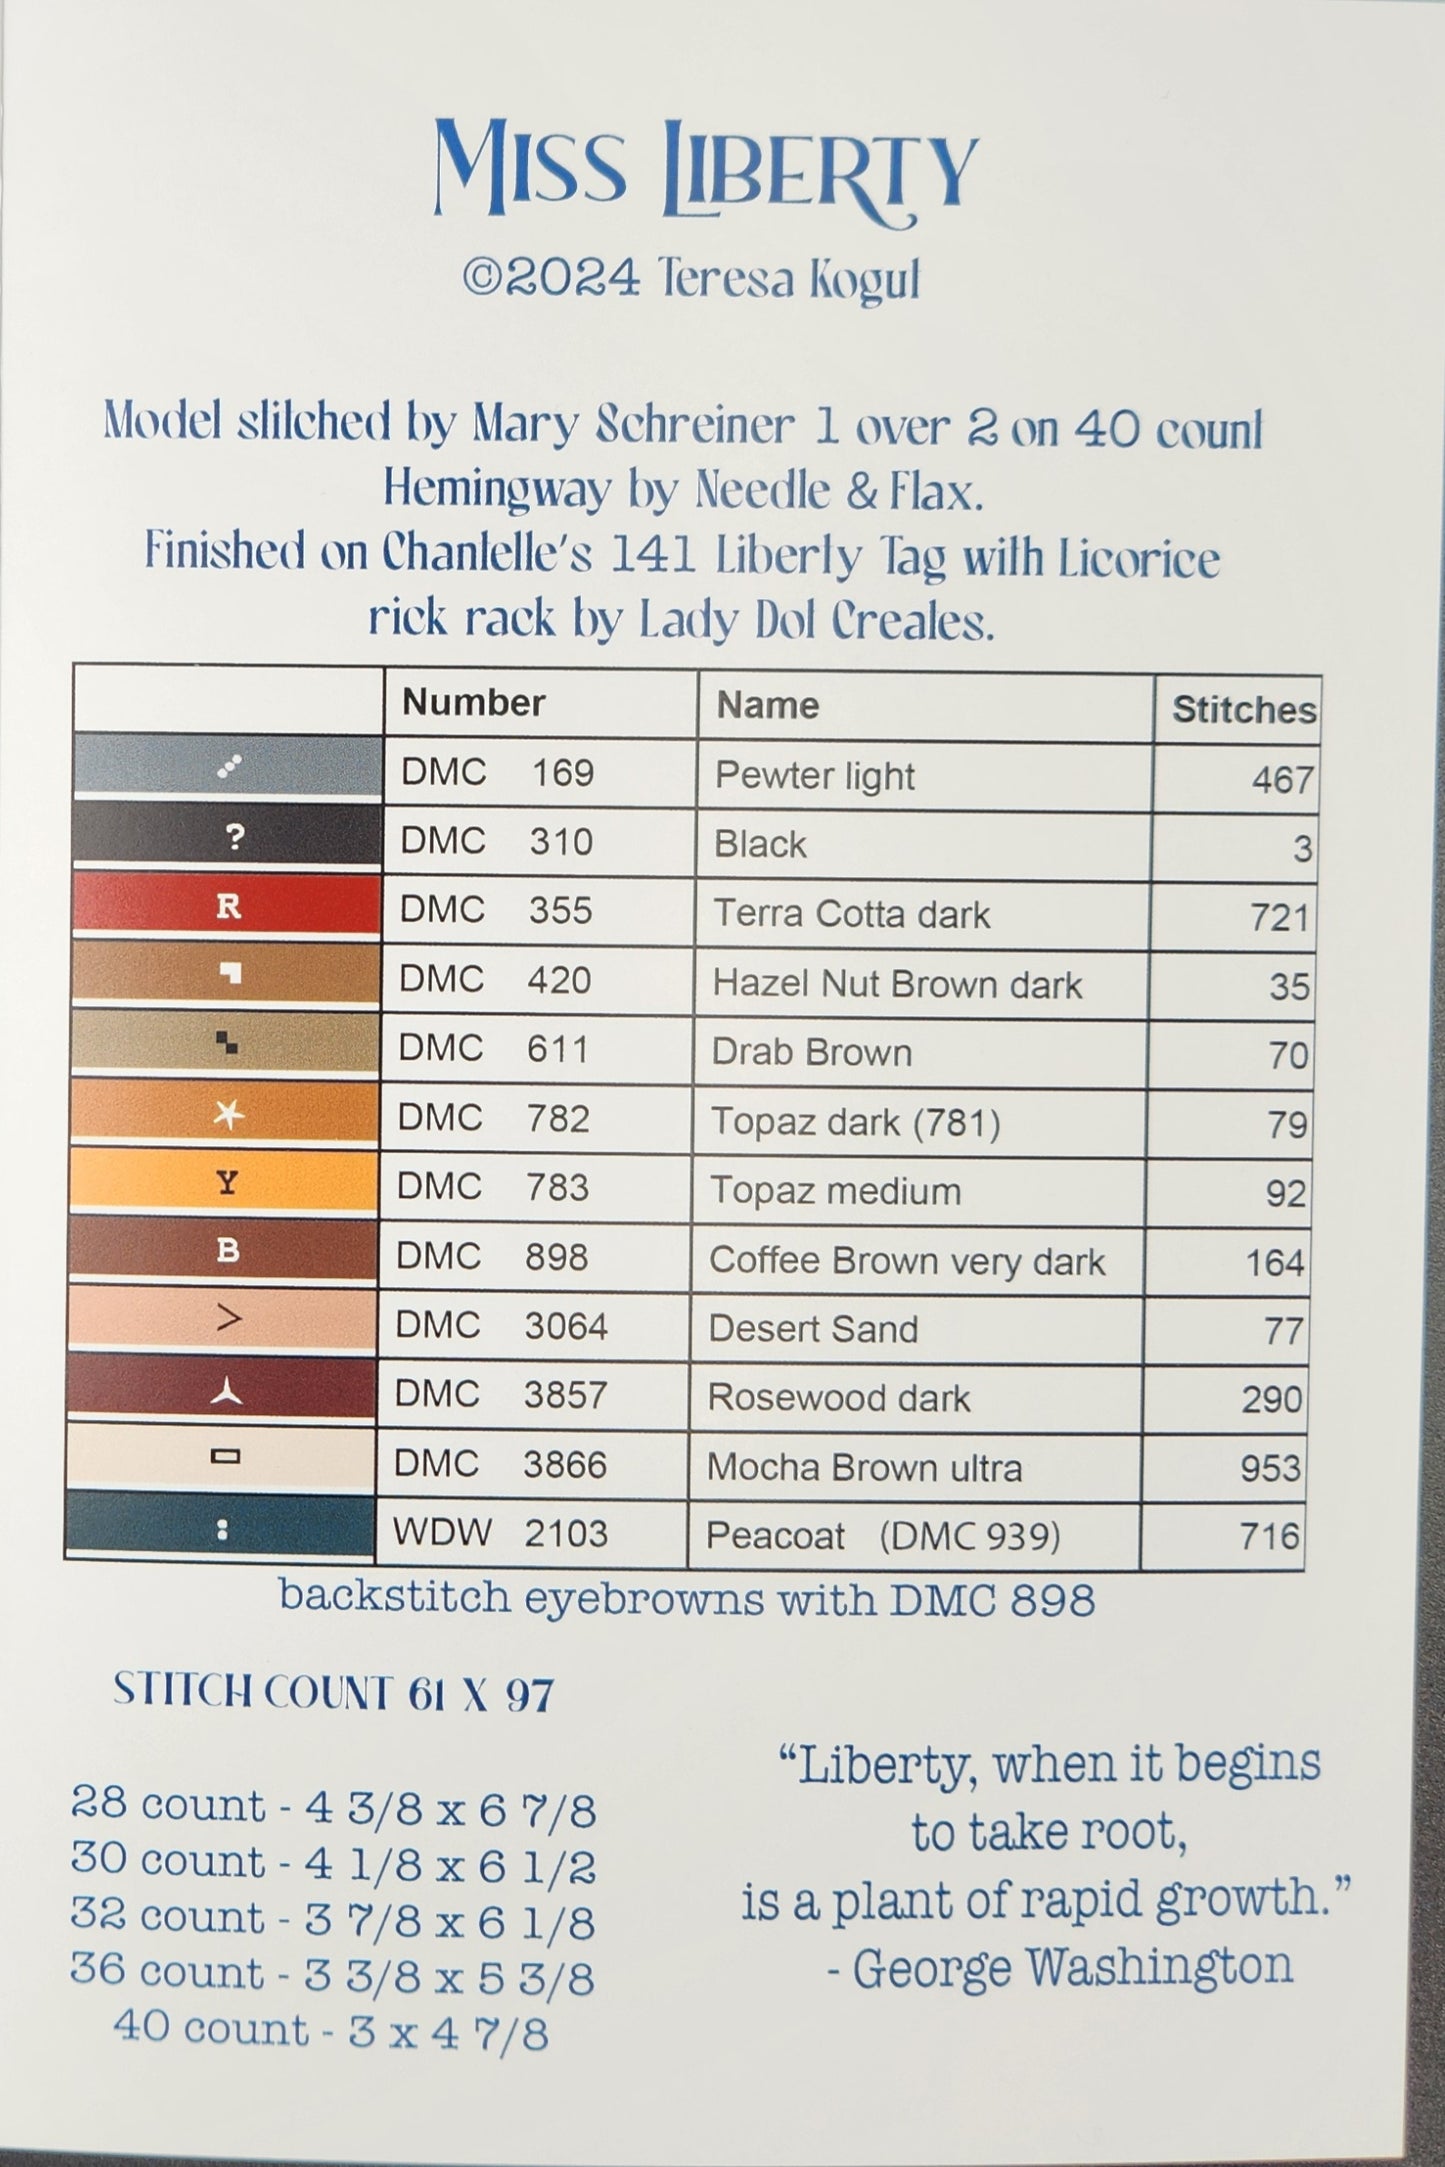 Miss Liberty
©2024 Teresa Kogul
Model stitched by Mary Schreiner 1 over 2 on 40 count
Hemingway by Needle & Flax.
Finished on Chantelle's 141 Liberty Tag with Licorice
rick rack by Lady Dot Creates.
Number Name Stitches
DMC 169 Pewter light 467
? DMC 310 Black 3
R DMC 355 Terra Cotta dark 721
DMC 420 Hazel Nut Brown dark 35
DMC 611 Drab Brown 70
DMC 782 Topaz dark (781) 79
Y DMC 783 Topaz medium 92
B DMC 898 Coffee Brown very dark 164
> DMC 3064 Desert Sand 77
DMC 3857 Rosewood dark 290
DMC 3866 Mocha Brown ultra 953
: WDW 2103 Peacoat (DMC 939) 716
backstitch eyebrowns with DMC 898
STITCH COUNT 61 X 97
28 count - 4 3/8 x 6 7/8
30 count - 4 1/8 x 6 1/2
32 count - 3 7/8 x 6 1/8
36 count - 3 3/8 x 5 3/8
40 count - 3 x 4 7/8
“Liberty, when it begins
to take root,
is a plant of rapid growth.”
- George Washington